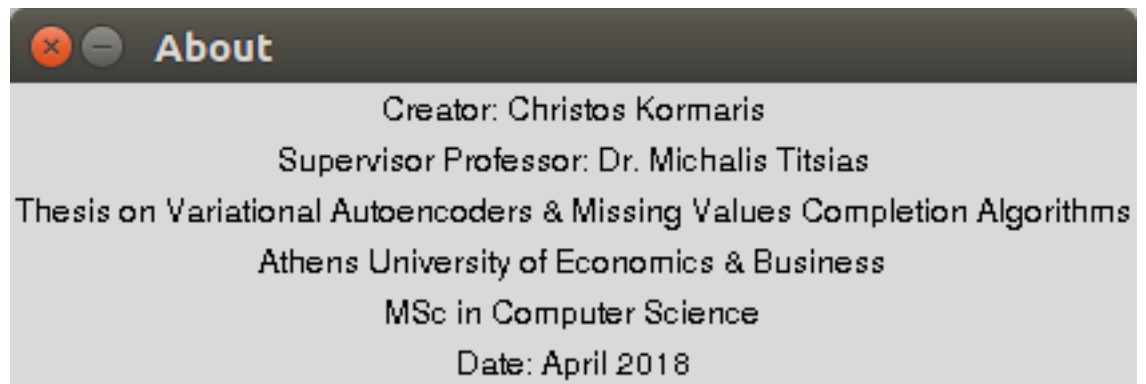 About
Creator: Christos Kormaris
Supervisor Professor: Dr. Michalis Titsias
Thesis on Variational Autoencoders & Missing Values Completion Algorithms
Athens University of Economics & Business
MSc in Computer Science
Date: April 2018